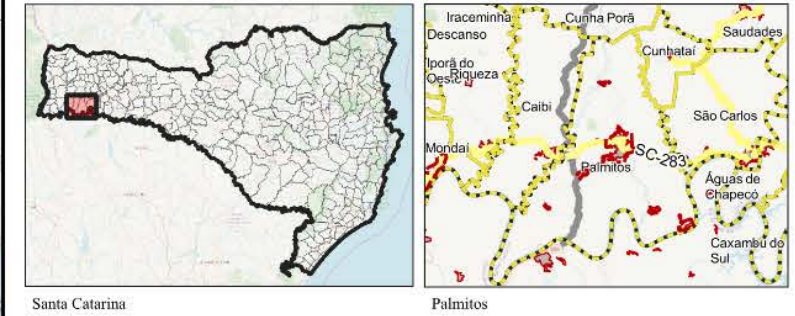 Iraceminha
Cunha Porã
Descanso
Saudades
Cunhataí
Iporã do
Oeste
Riqueza
Caibi
São Carlos
Mondaí
SC-283
Palmitos
Águas de
Chapecó
Caxambu do
Sul
Santa Catarina
Palmitos